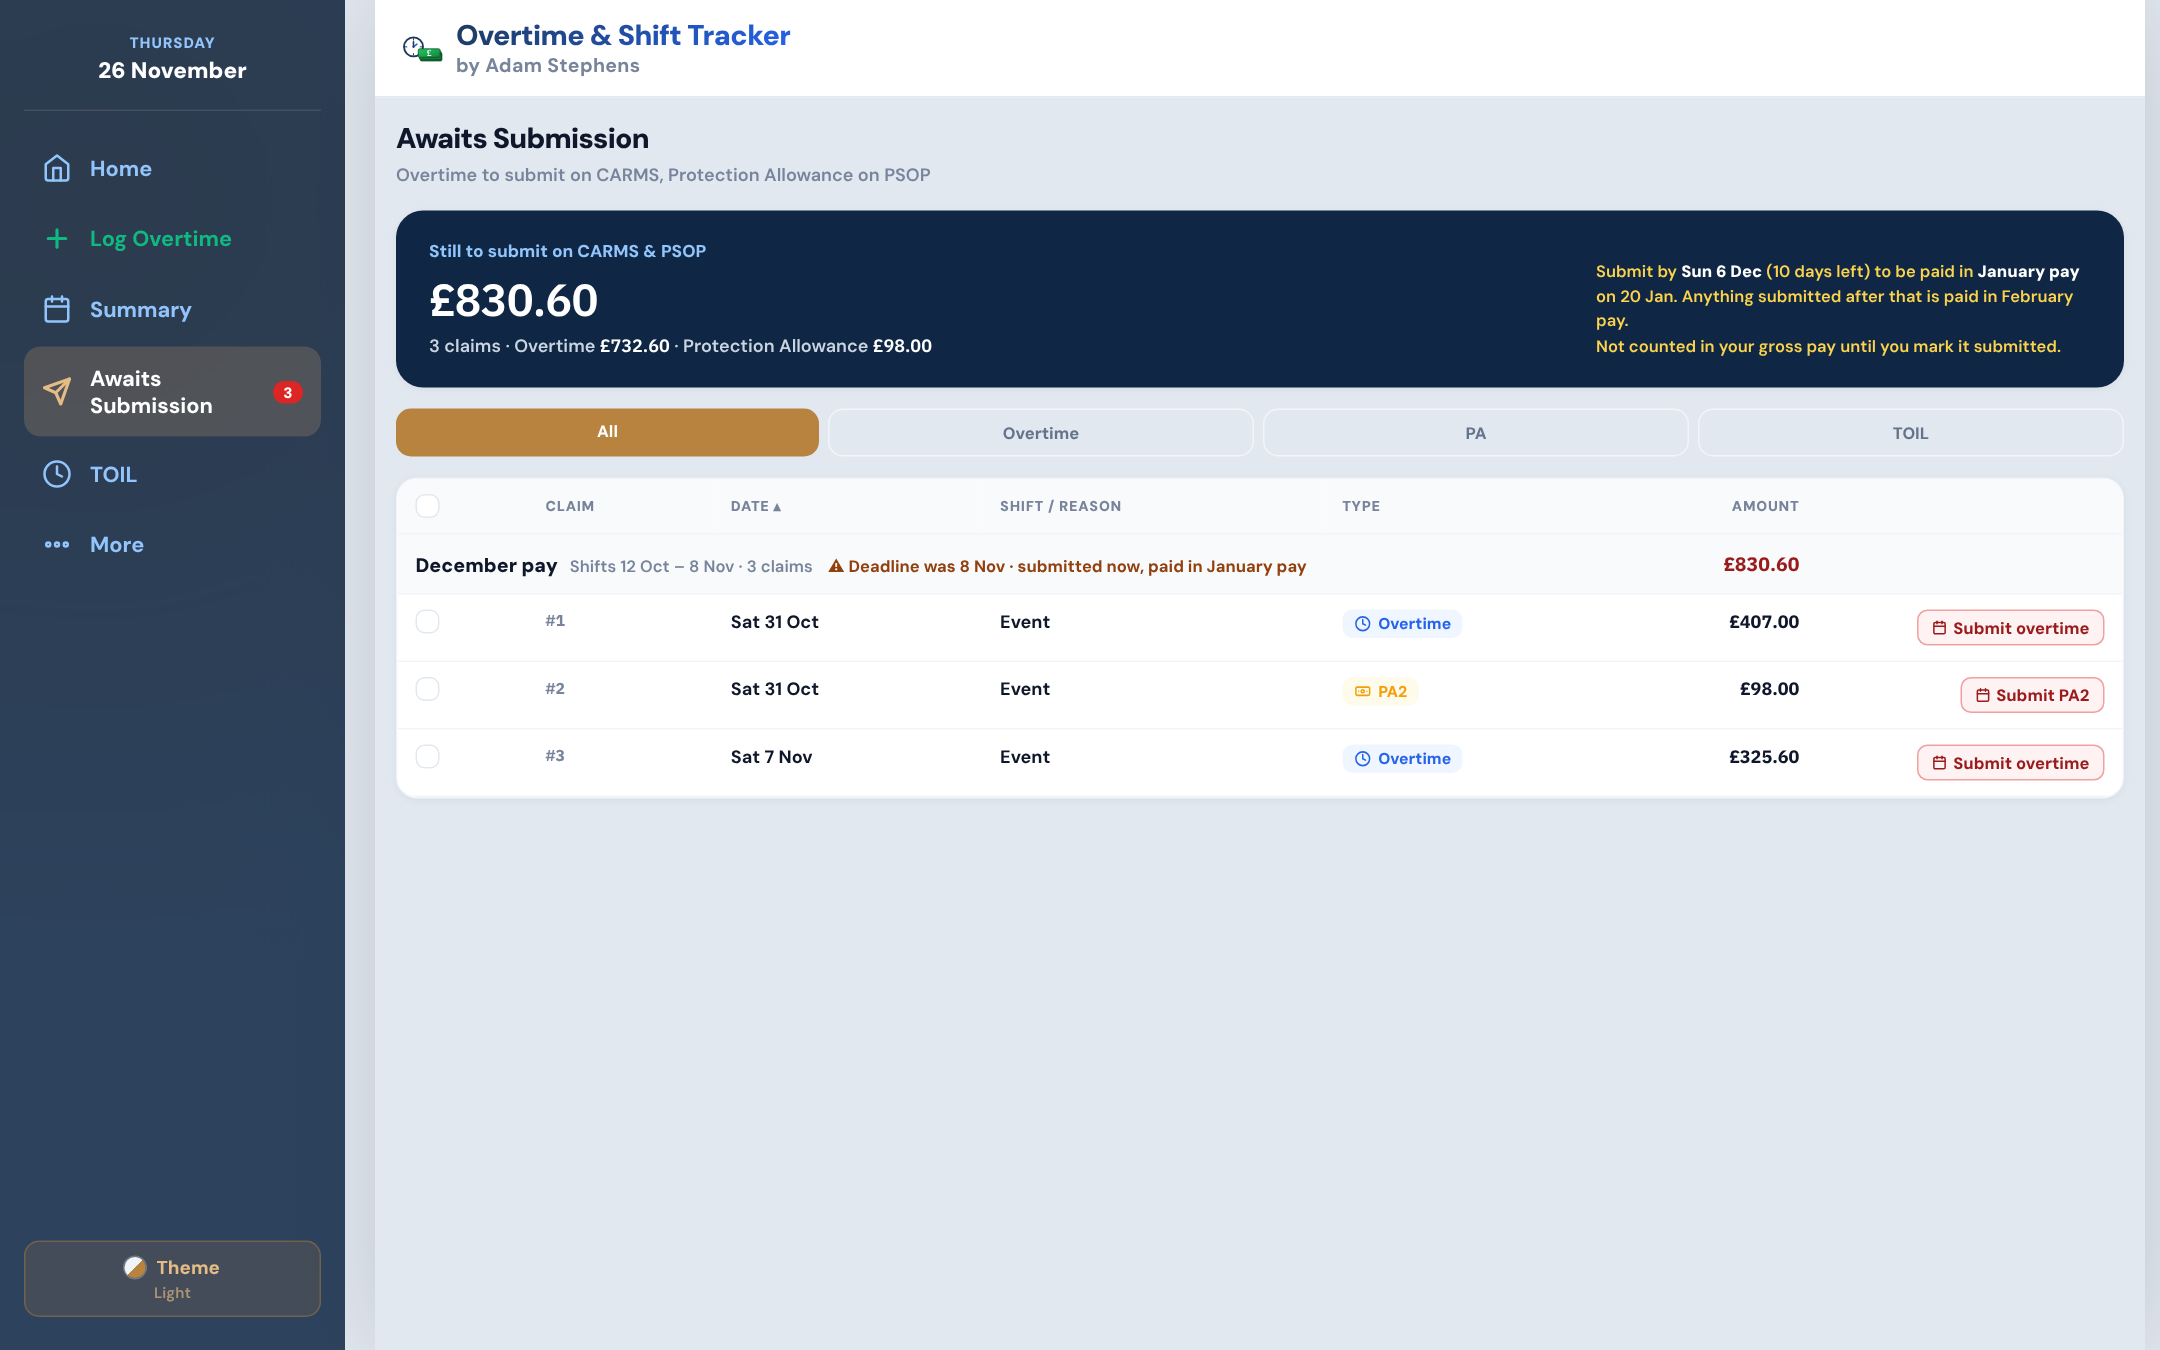 THURSDAY
26 November
Home
Log Overtime
Summary
Awaits
Submission
3
TOIL
More
Theme
Light
£
Overtime & Shift Tracker
by Adam Stephens
Awaits Submission
Overtime to submit on CARMS, Protection Allowance on PSOP
Still to submit on CARMS & PSOP
£830.60
3 claims · Overtime £732.60 · Protection Allowance £98.00
Submit by Sun 6 Dec (10 days left) to be paid in January pay
on 20 Jan. Anything submitted after that is paid in February
pay.
Not counted in your gross pay until you mark it submitted.
All
Overtime
PA
TOIL
CLAIM DATE ▲ SHIFT / REASON TYPE AMOUNT
December pay Shifts 12 Oct – 8 Nov · 3 claims ⚠ Deadline was 8 Nov · submitted now, paid in January pay £830.60
#1 Sat 31 Oct Event Overtime £407.00 Submit overtime
#2 Sat 31 Oct Event PA2 £98.00 Submit PA2
#3 Sat 7 Nov Event Overtime £325.60 Submit overtime